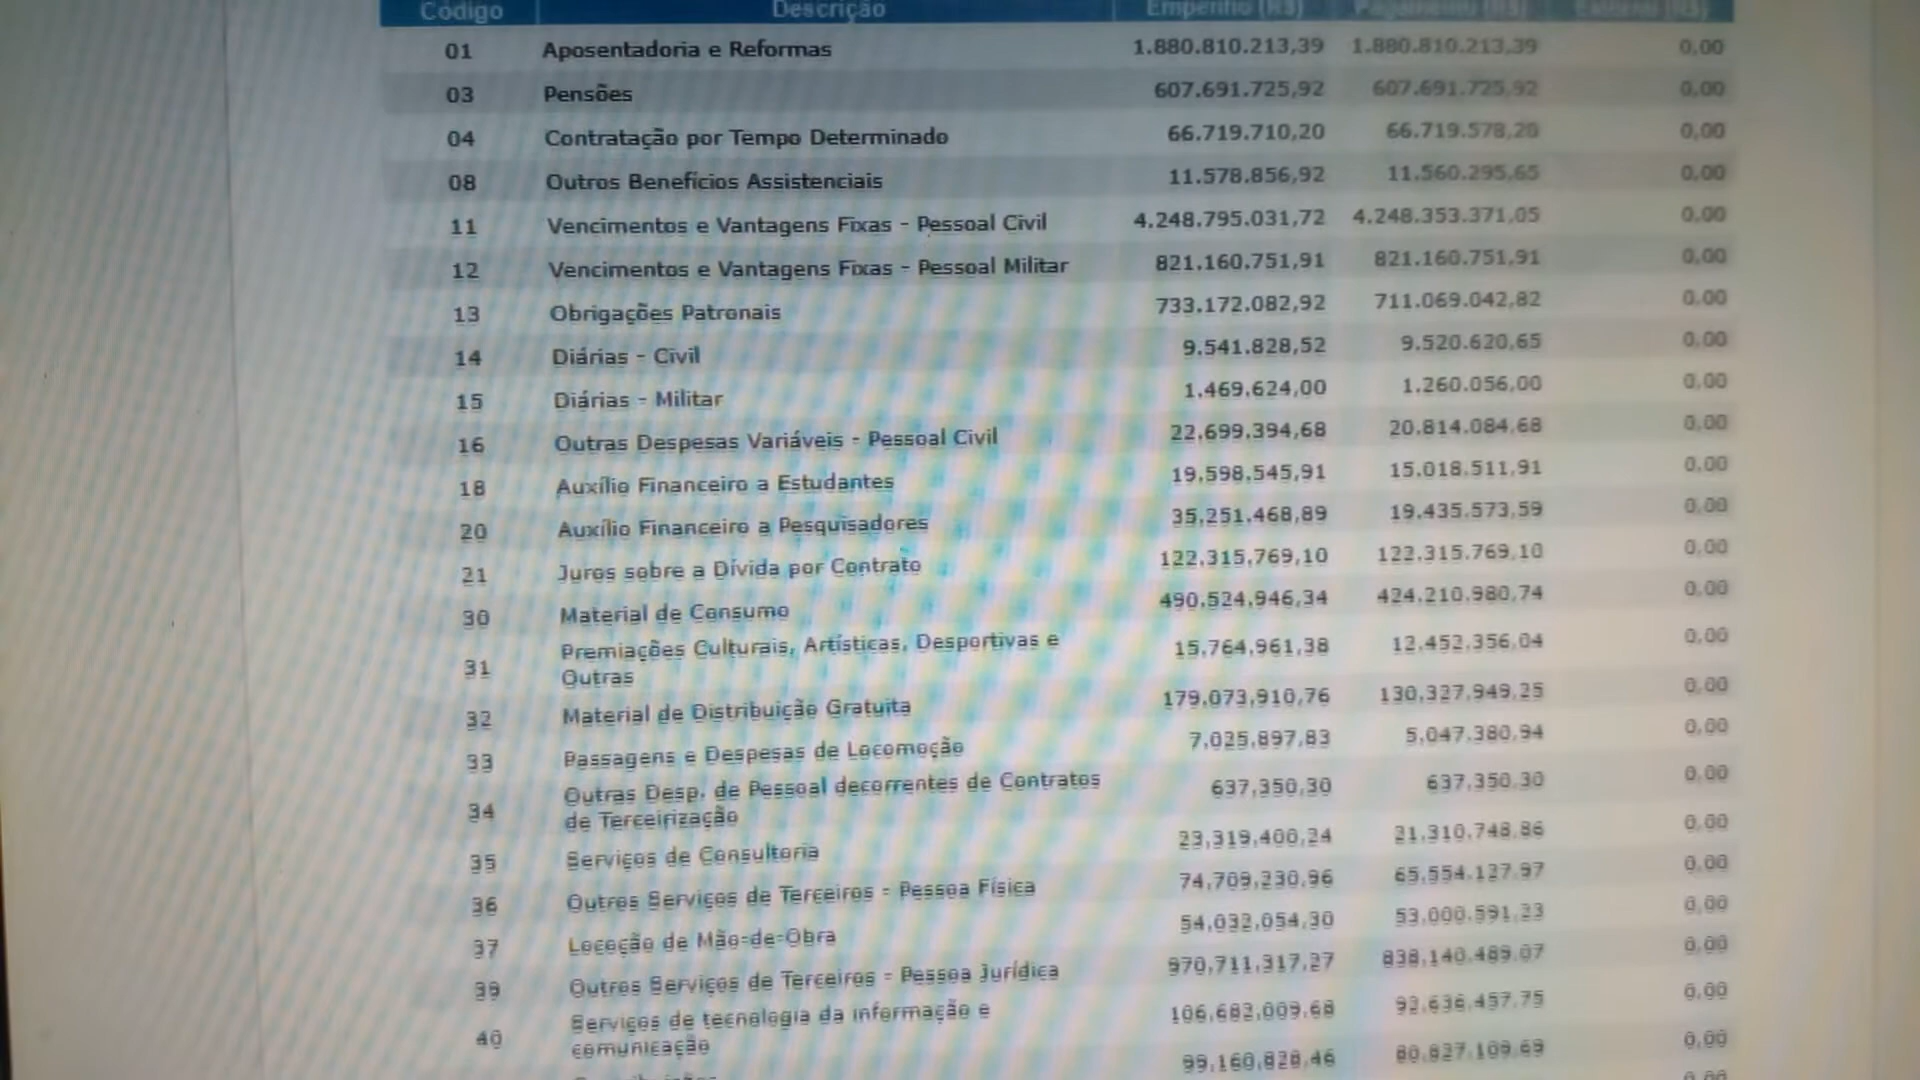 Código Descrição Empenho (R$) Pagamento (R$) Estorno (R$)
01 Aposentadoria e Reformas 1.880.810.213,39 1.880.810.213,39 0,00
03 Pensões 607.691.725,92 607.691.725,92 0,00
04 Contratação por Tempo Determinado 66.719.710,20 66.719.578,20 0,00
08 Outros Benefícios Assistenciais 11.578.856,92 11.560.295,65 0,00
11 Vencimentos e Vantagens Fixas - Pessoal Civil 4.248.795.031,72 4.248.353.371,05 0,00
12 Vencimentos e Vantagens Fixas - Pessoal Militar 821.160.751,91 821.160.751,91 0,00
13 Obrigações Patronais 733.172.082,92 711.069.042,82 0,00
14 Diárias - Civil 9.541.828,52 9.520.620,65 0,00
15 Diárias - Militar 1.469.624,00 1.260.056,00 0,00
16 Outras Despesas Variáveis - Pessoal Civil 22.699.394,68 20.814.084,68 0,00
18 Auxílio Financeiro a Estudantes 19.598.545,91 15.018.511,91 0,00
20 Auxílio Financeiro a Pesquisadores 35.251.468,89 19.435.573,59 0,00
21 Juros sobre a Dívida por Contrato 122.315.769,10 122.315.769,10 0,00
30 Material de Consumo 490.524.946,34 424.210.980,74 0,00
31 Premiações Culturais, Artísticas, Desportivas e
Outras 15.764.961,38 12.452.356,04 0,00
32 Material de Distribuição Gratuita 179.073.910,76 130.327.949,25 0,00
33 Passagens e Despesas de Locomoção 7.025.897,83 5.047.380,94 0,00
34 Outras Desp. de Pessoal decorrentes de Contratos
de Terceirização 637.350,30 637.350,30 0,00
35 Serviços de Consultoria 23.319.400,24 21.310.748,86 0,00
36 Outros Serviços de Terceiros - Pessoa Física 74.709.230,96 65.554.127,97 0,00
37 Locação de Mão-de-Obra 54.032.054,30 53.000.591,23 0,00
39 Outros Serviços de Terceiros - Pessoa Jurídica 970.711.317,27 838.140.489,07 0,00
40 Serviços de tecnologia da informação e
comunicação 106.682.009,68 92.636.457,75 0,00
99.160.828,46 80.827.109,69 0,00
0,00